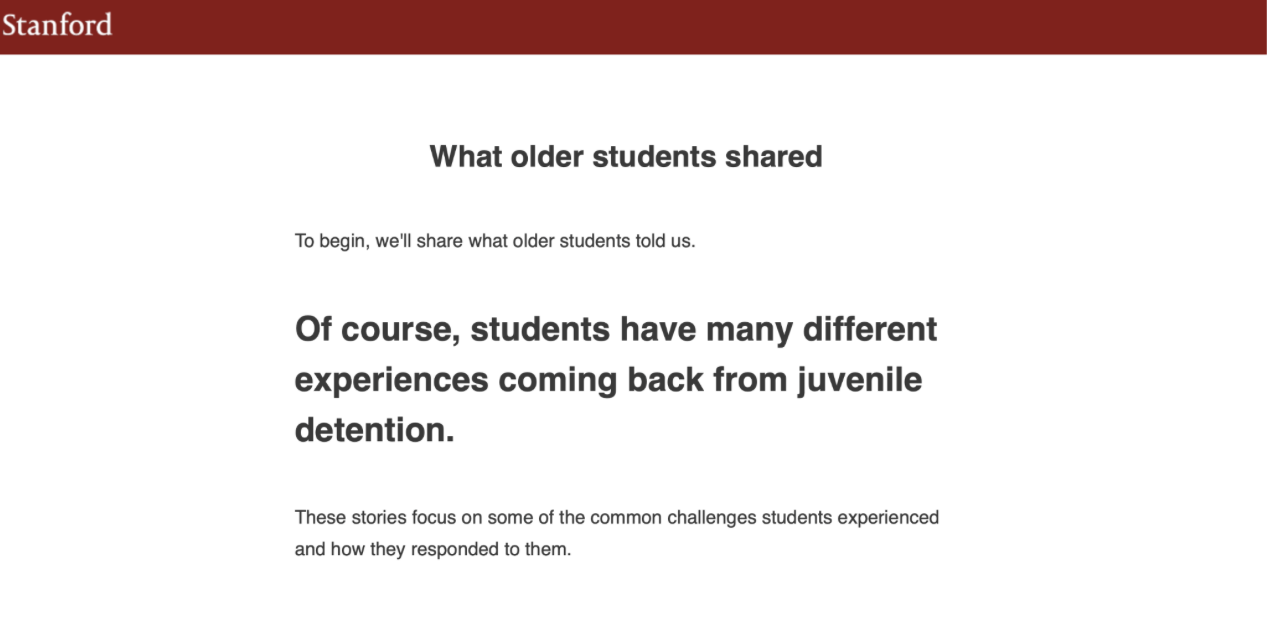 Stanford
What older students shared
To begin, we'll share what older students told us.
Of course, students have many different
experiences coming back from juvenile
detention.
These stories focus on some of the common challenges students experienced
and how they responded to them.